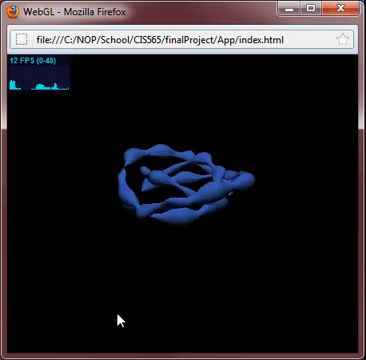 WebGL - Mozilla Firefox
file:///C:/NOP/School/CIS565/finalProject/App/index.html
12 FPS (0-48)